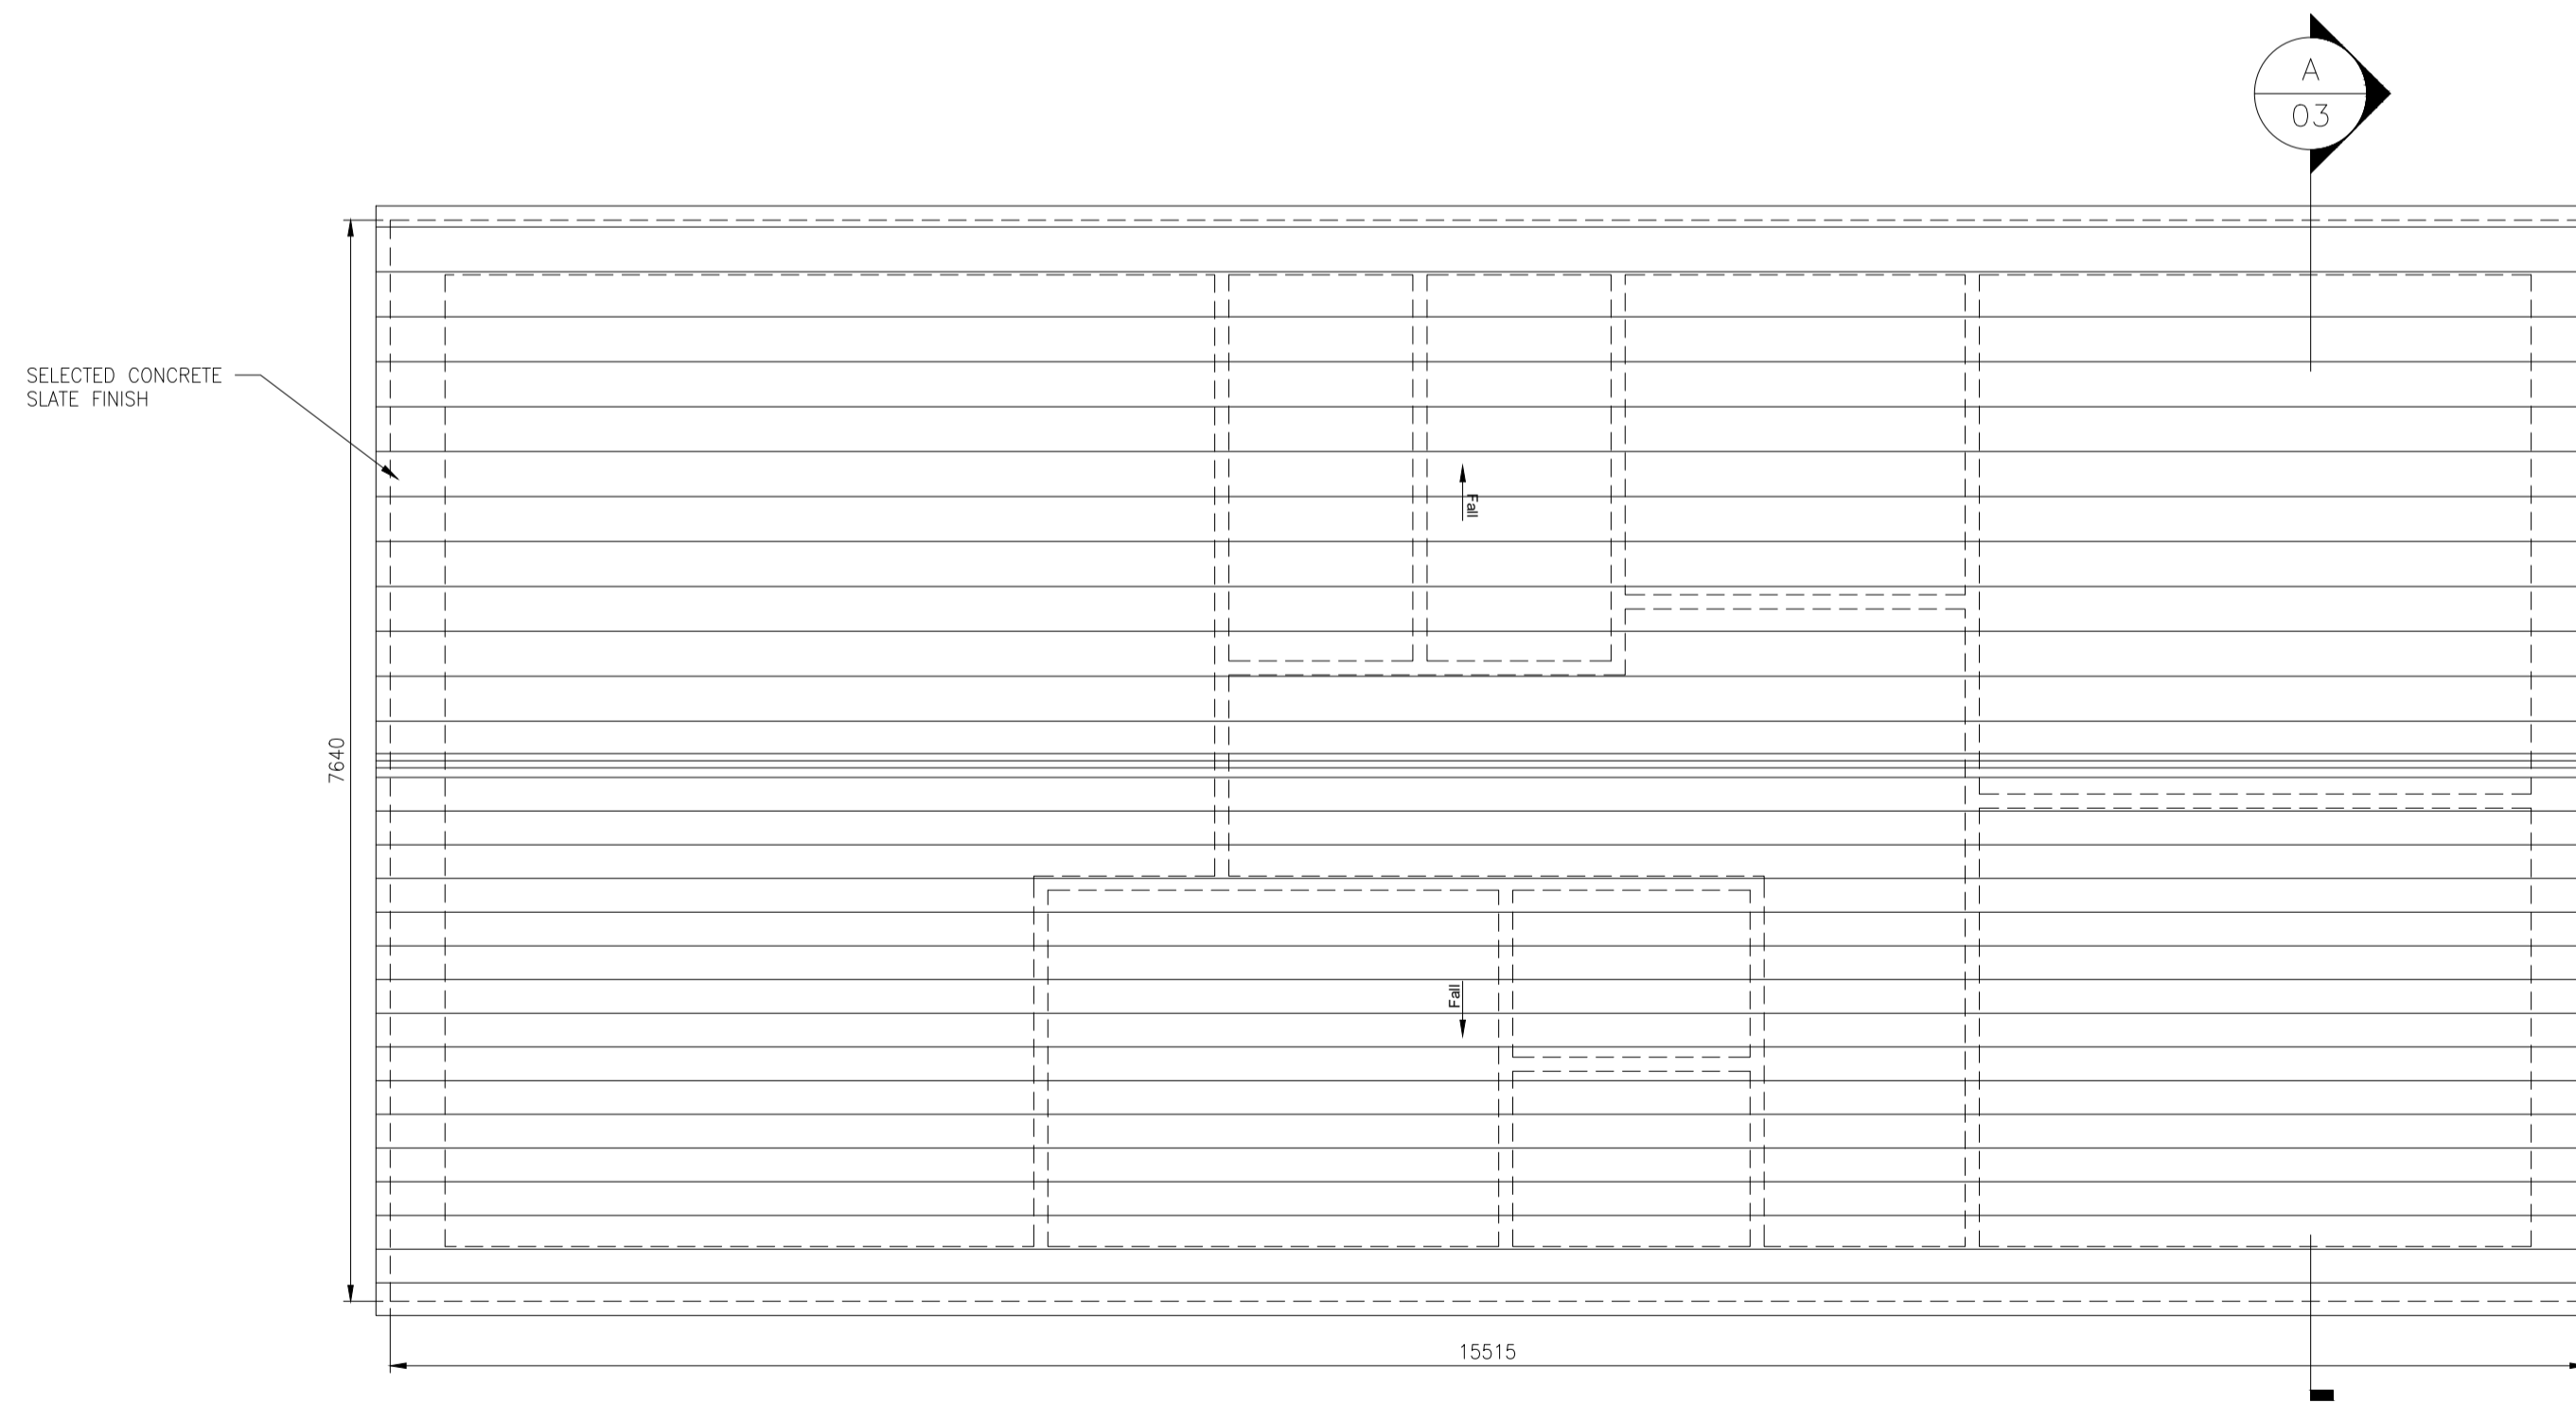 A
03
SELECTED CONCRETE
SLATE FINISH
Fall
7640
Fall
15515